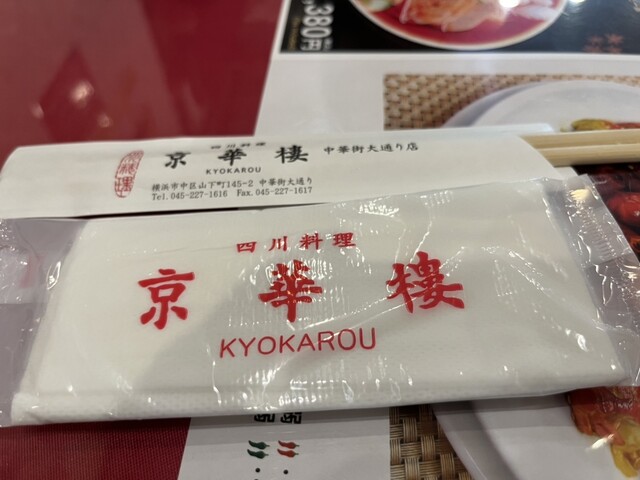 ,380円
四川料理
京華樓 中華街大通り店
KYOKAROU
横浜市中区山下町145-2 中華街大通り
Tel.045-227-1616 Fax.045-227-1617
四川料理
京華樓
KYOKAROU